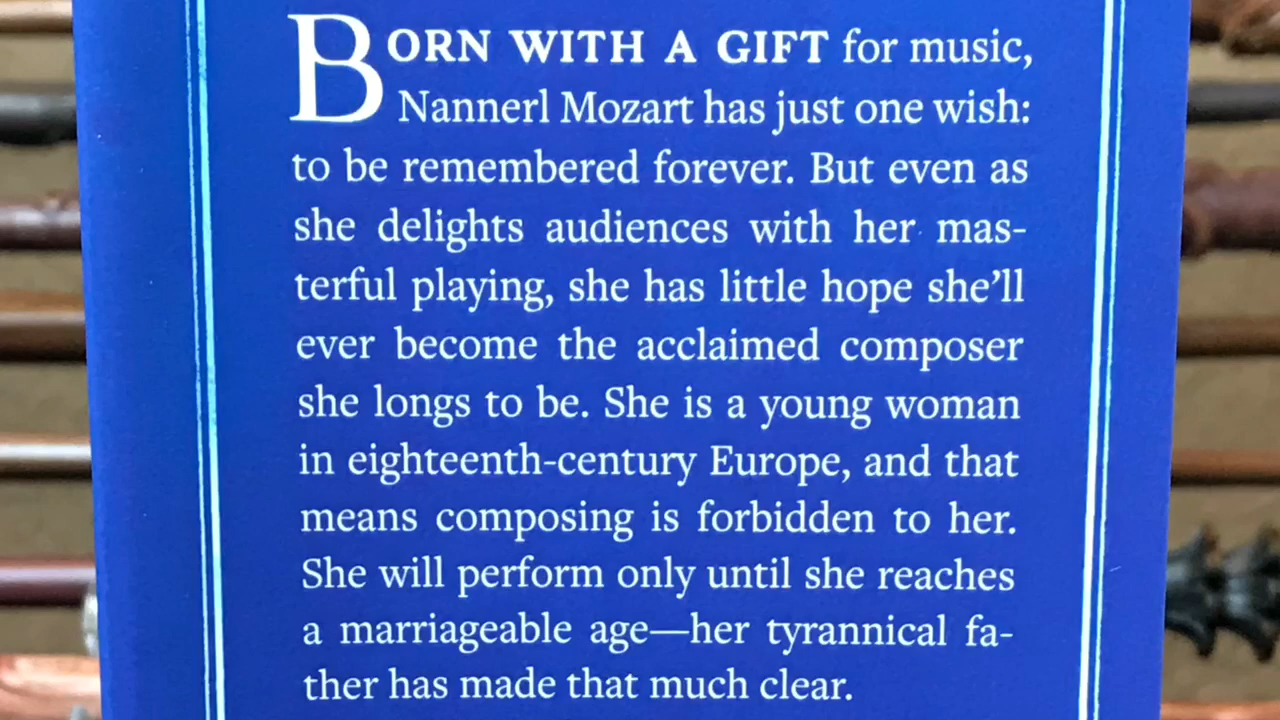 BORN WITH A GIFT for music,
Nannerl Mozart has just one wish:
to be remembered forever. But even as
she delights audiences with her mas-
terful playing, she has little hope she’ll
ever become the acclaimed composer
she longs to be. She is a young woman
in eighteenth-century Europe, and that
means composing is forbidden to her.
She will perform only until she reaches
a marriageable age—her tyrannical fa-
ther has made that much clear.